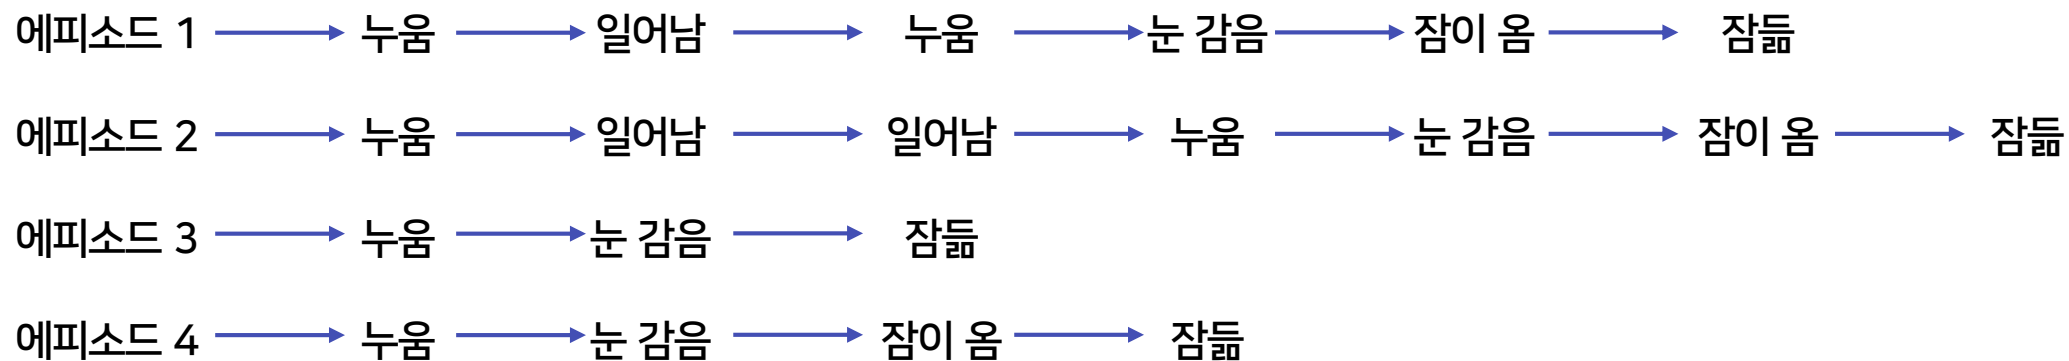 에피소드 1 누움 일어남 누움 눈 감음 잠이 옴 잠듦
에피소드 2 누움 일어남 일어남 누움 눈 감음 잠이 옴 잠듦
에피소드 3 누움 눈 감음 잠듦
에피소드 4 누움 눈 감음 잠이 옴 잠듦